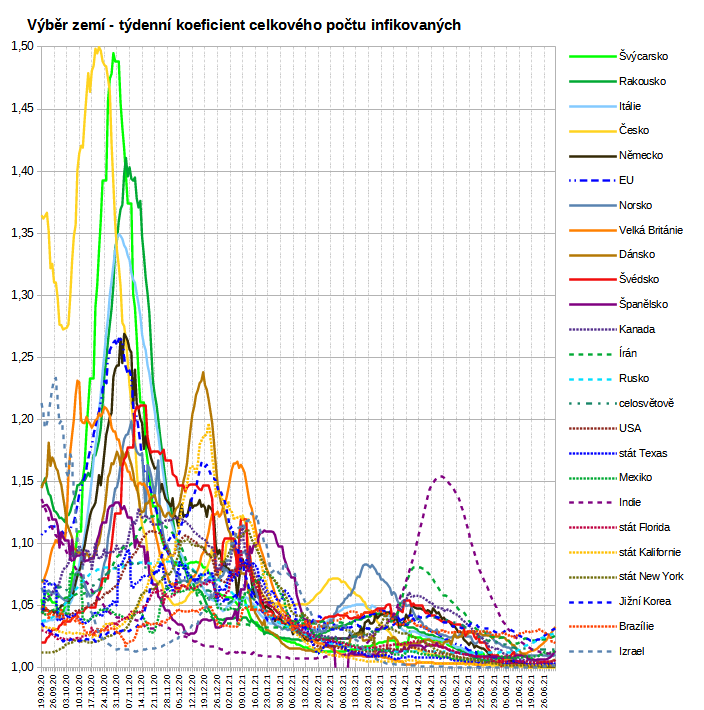 Výběr zemí - týdenní koeficient celkového počtu infikovaných
1,50
1,45
1,40
1,35
1,30
1,25
1,20
1,15
1,10
1,05
1,00
19.09.20
26.09.20
03.10.20
10.10.20
17.10.20
24.10.20
31.10.20
07.11.20
14.11.20
21.11.20
28.11.20
05.12.20
12.12.20
19.12.20
26.12.20
02.01.21
09.01.21
16.01.21
23.01.21
30.01.21
06.02.21
13.02.21
20.02.21
27.02.21
06.03.21
13.03.21
20.03.21
27.03.21
03.04.21
10.04.21
17.04.21
24.04.21
01.05.21
08.05.21
15.05.21
22.05.21
29.05.21
05.06.21
12.06.21
19.06.21
26.06.21
Švýcarsko
Rakousko
Itálie
Česko
Německo
EU
Norsko
Velká Británie
Dánsko
Švédsko
Španělsko
Kanada
Írán
Rusko
celosvětově
USA
stát Texas
Mexiko
Indie
stát Florida
stát Kalifornie
stát New York
Jižní Korea
Brazílie
Izrael